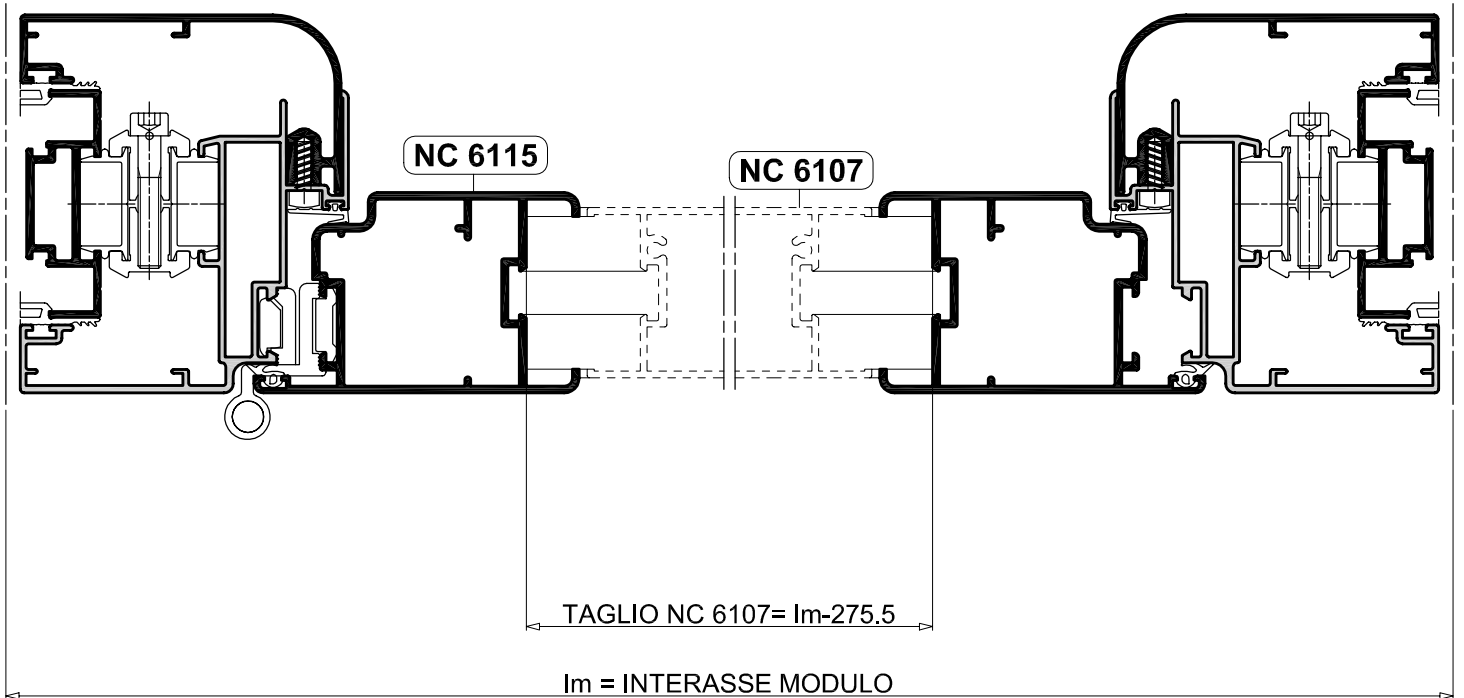 NC 6115
NC 6107
TAGLIO NC 6107= Im-275.5
Im = INTERASSE MODULO